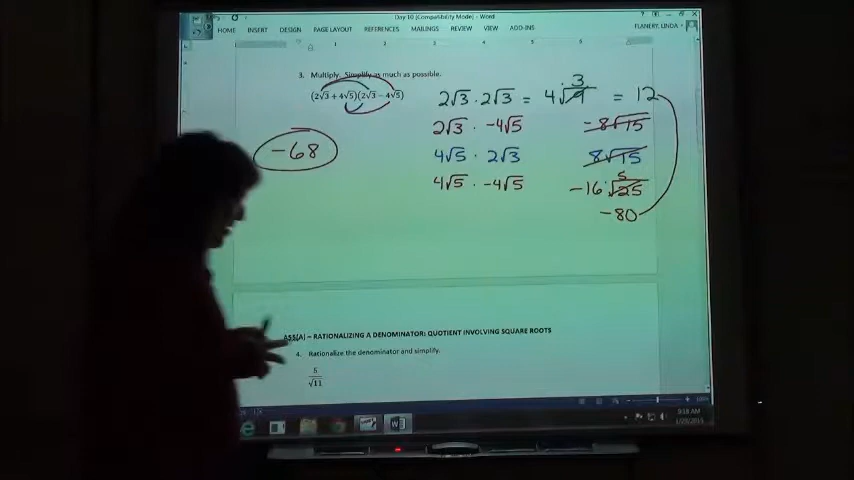 Day 10 [Compatibility Mode] - Word
HOME INSERT DESIGN PAGE LAYOUT REFERENCES MAILINGS REVIEW VIEW ADD-INS
FLANERY, LINDA
3. Multiply. Simplify as much as possible.
(2√3 + 4√5)(2√3 − 4√5)
2√3 · 2√3 = 4√9 3 = 12
2√3 · -4√5 -8√15
-68
4√5 · 2√3 8√15
4√5 · -4√5 -16 · √25 5
-80
A5S(A) – RATIONALIZING A DENOMINATOR: QUOTIENT INVOLVING SQUARE ROOTS
4. Rationalize the denominator and simplify.
5
√11